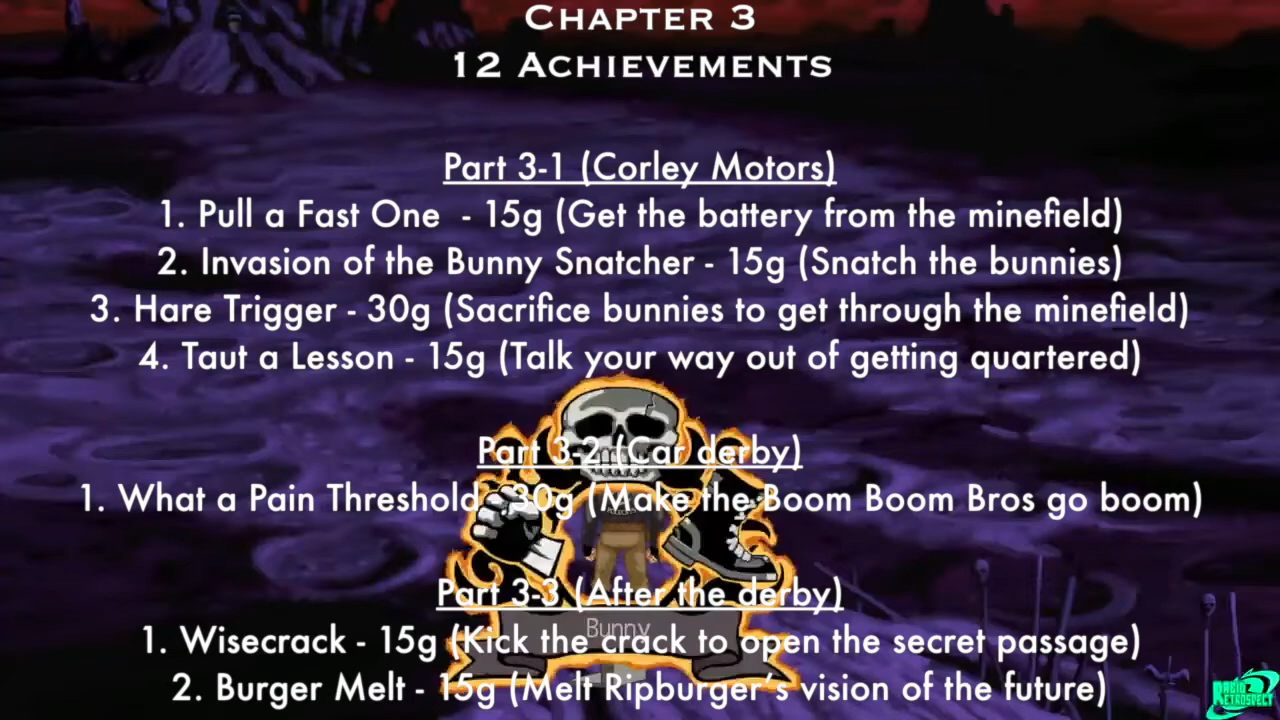 Chapter 3
12 Achievements
Part 3-1 (Corley Motors)
1. Pull a Fast One - 15g (Get the battery from the minefield)
2. Invasion of the Bunny Snatcher - 15g (Snatch the bunnies)
3. Hare Trigger - 30g (Sacrifice bunnies to get through the minefield)
4. Taut a Lesson - 15g (Talk your way out of getting quartered)
Part 3-2 (Car derby)
1. What a Pain Threshold - 30g (Make the Boom Boom Bros go boom)
Part 3-3 (After the derby)
Bunny
1. Wisecrack - 15g (Kick the crack to open the secret passage)
2. Burger Melt - 15g (Melt Ripburger's vision of the future)
Radio
Retrospect